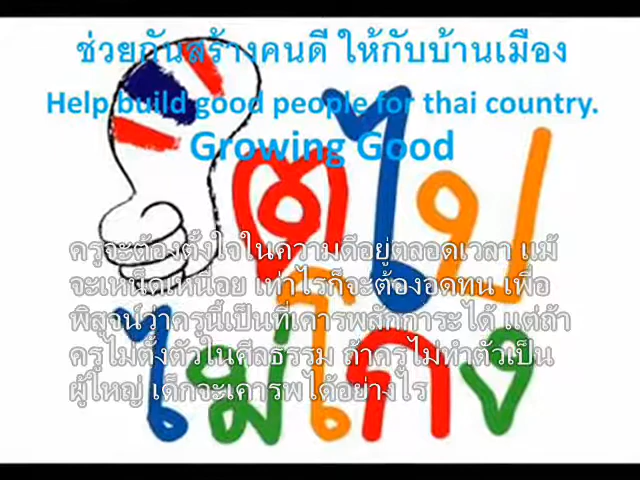 ช่วยกันสร้างคนดี ให้กับบ้านเมือง
Help build good people for thai country.
Growing Good
โตไป
ไม่โกง
ครูจะต้องตั้งใจในความดีอยู่ตลอดเวลา แม้
จะเหน็ดเหนื่อย เท่าไรก็จะต้องอดทน เพื่อ
พิสูจน์ว่าครูนี้เป็นที่เคารพสักการะได้ แต่ถ้า
ครูไม่ตั้งตัวในศีลธรรม ถ้าครูไม่ทำตัวเป็น
ผู้ใหญ่ เด็กจะเคารพได้อย่างไร